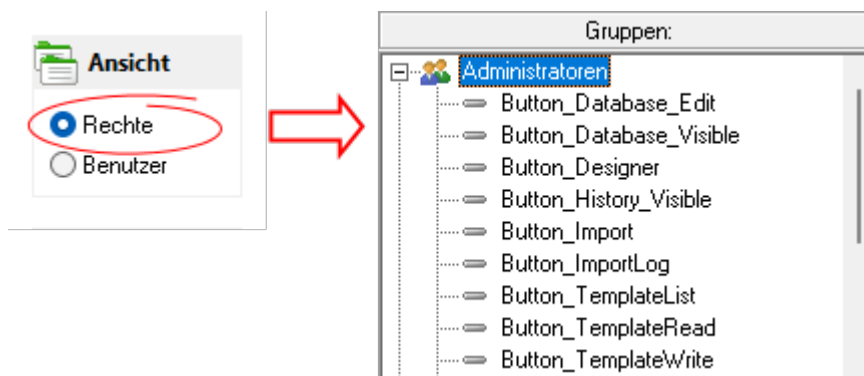 Ansicht
Rechte
Benutzer
Gruppen:
Administratoren
Button_Database_Edit
Button_Database_Visible
Button_Designer
Button_History_Visible
Button_Import
Button_ImportLog
Button_TemplateList
Button_TemplateRead
Button_TemplateWrite